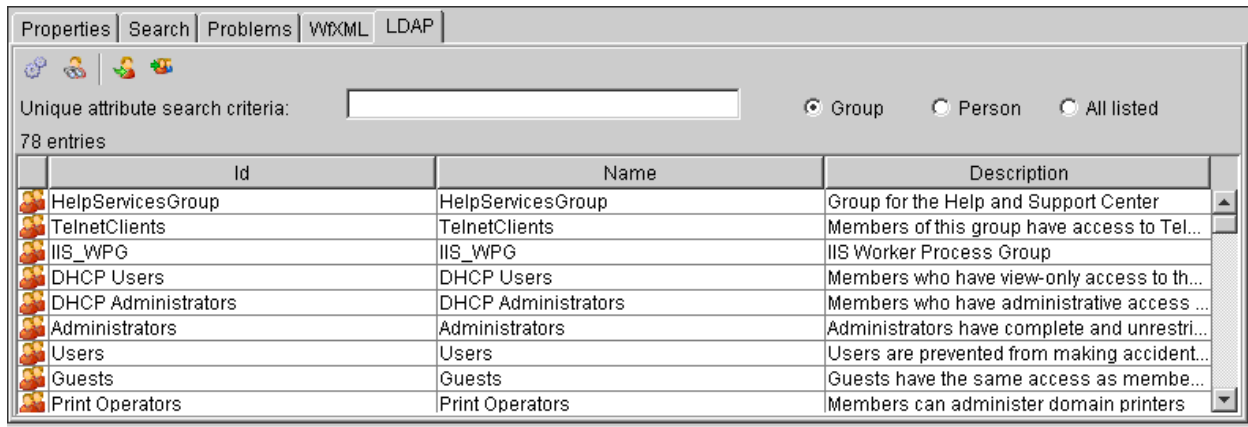 Properties Search Problems WfXML LDAP
Unique attribute search criteria: Group Person All listed
78 entries
Id Name Description
HelpServicesGroup HelpServicesGroup Group for the Help and Support Center
TelnetClients TelnetClients Members of this group have access to Tel...
IIS_WPG IIS_WPG IIS Worker Process Group
DHCP Users DHCP Users Members who have view-only access to th...
DHCP Administrators DHCP Administrators Members who have administrative access ...
Administrators Administrators Administrators have complete and unrestri...
Users Users Users are prevented from making accident...
Guests Guests Guests have the same access as membe...
Print Operators Print Operators Members can administer domain printers